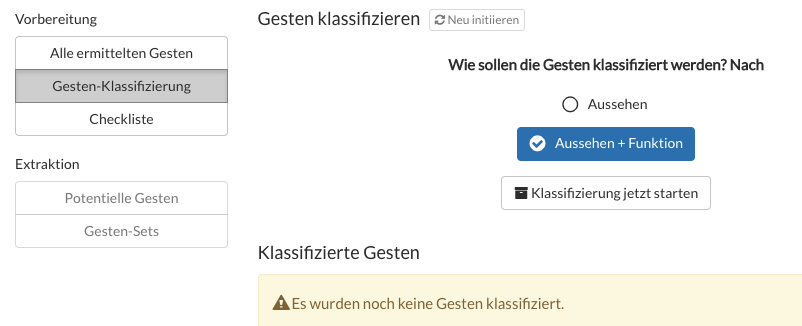 Vorbereitung
Alle ermittelten Gesten
Gesten-Klassifizierung
Checkliste
Extraktion
Potentielle Gesten
Gesten-Sets
Gesten klassifizieren Neu initiieren
Wie sollen die Gesten klassifiziert werden? Nach
Aussehen
Aussehen + Funktion
Klassifizierung jetzt starten
Klassifizierte Gesten
Es wurden noch keine Gesten klassifiziert.